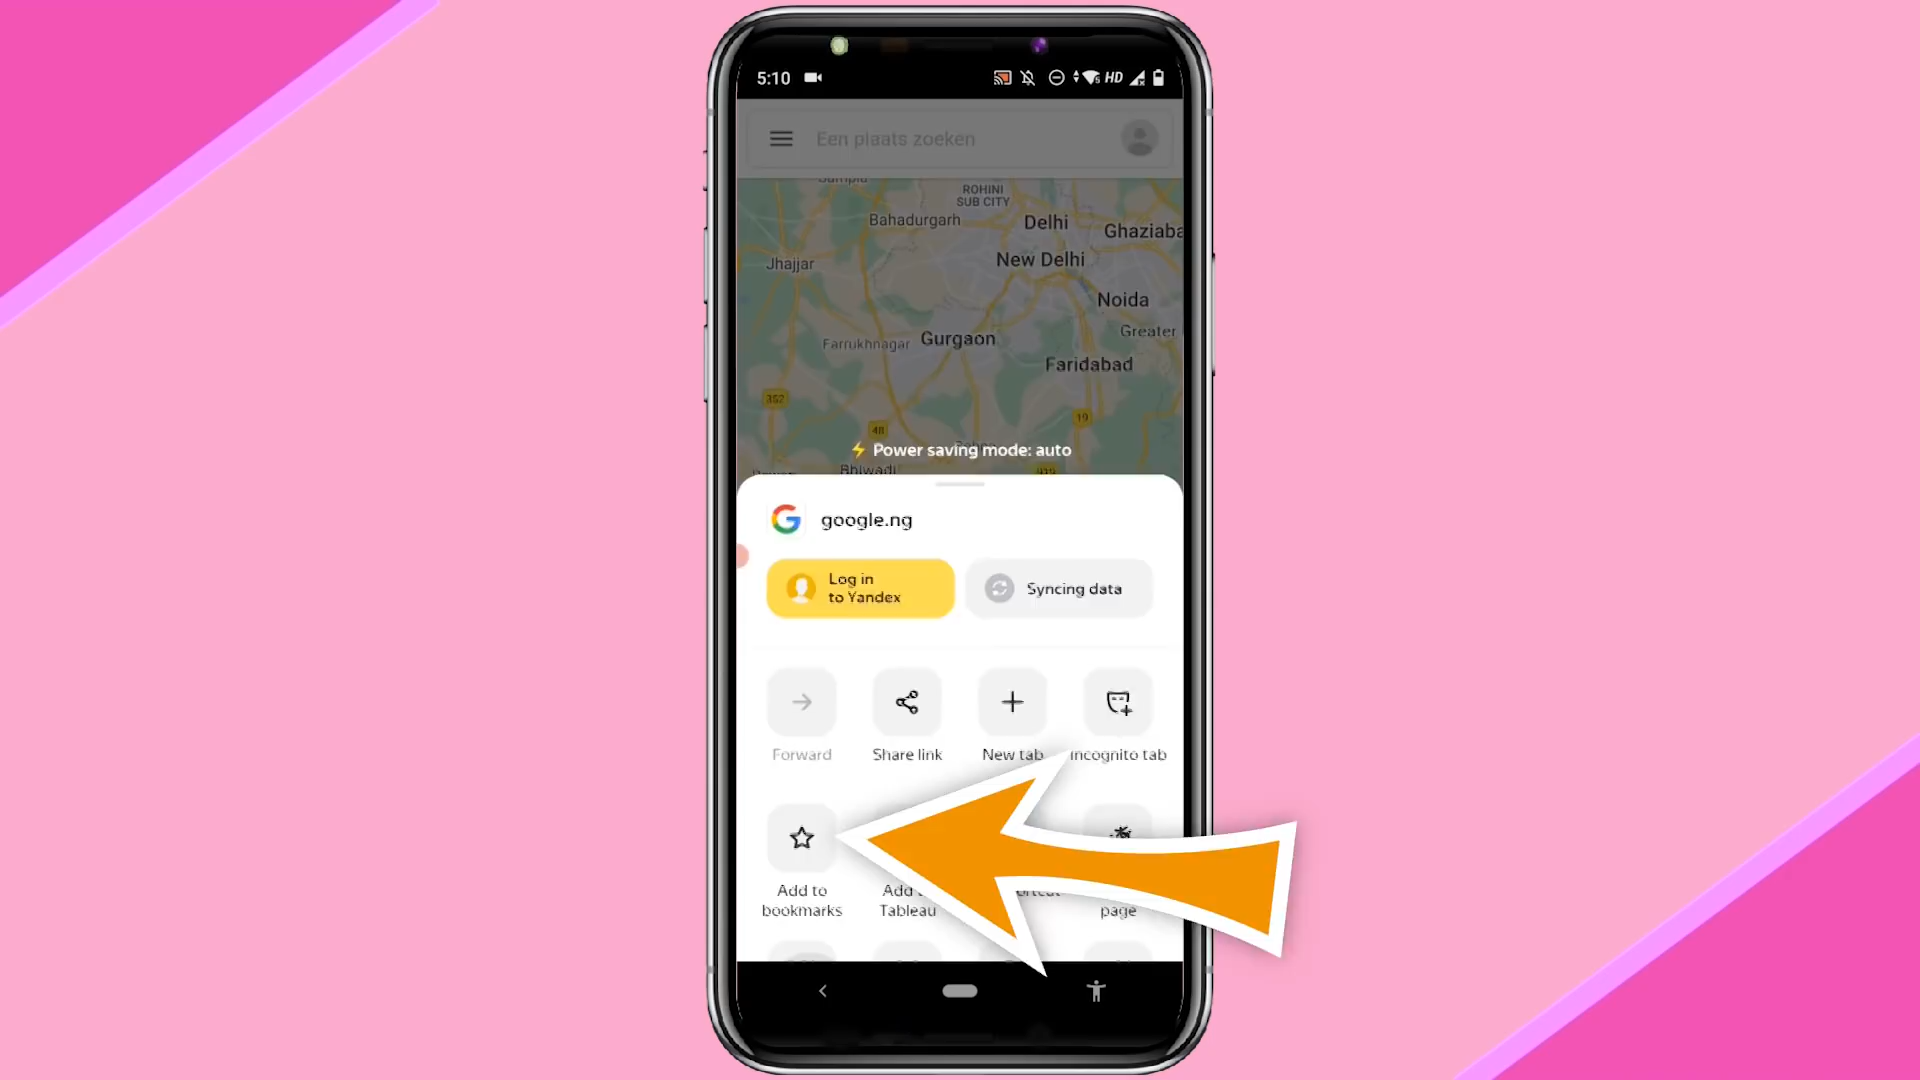 5:10
HD
Een plaats zoeken
ROHINI
SUB CITY
Bahadurgarh
Delhi
Ghaziaba
Jhajjar
New Delhi
Noida
Greater
Farrukhnagar
Gurgaon
Faridabad
352
19
48
Power saving mode: auto
Bhiwadi
919
google.ng
Log in
to Yandex
Syncing data
Forward
Share link
New tab
Incognito tab
Add to
bookmarks
Add
Tableau
page